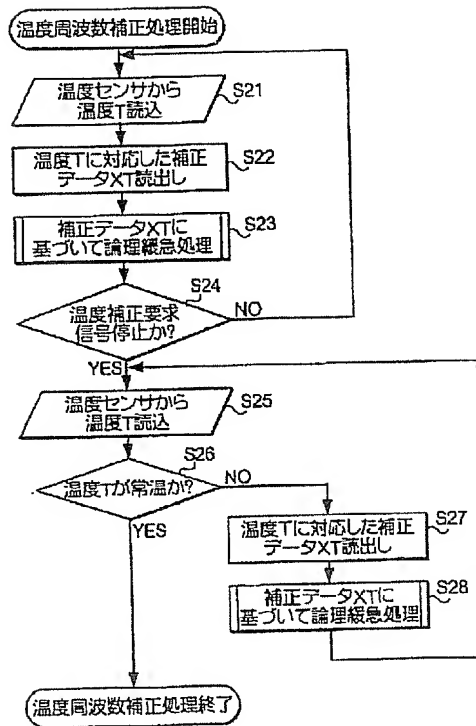 温度周波数補正処理開始
温度センサから
温度T読込
S21
温度Tに対応した補正
データXT読出し
S22
補正データXTに
基づいて論理緩急処理
S23
S24
温度補正要求
信号停止か?
NO
YES
温度センサから
温度T読込
S25
S26
温度Tが常温か?
NO
YES
温度Tに対応した補正
データXT読出し
S27
補正データXTに
基づいて論理緩急処理
S28
温度周波数補正処理終了